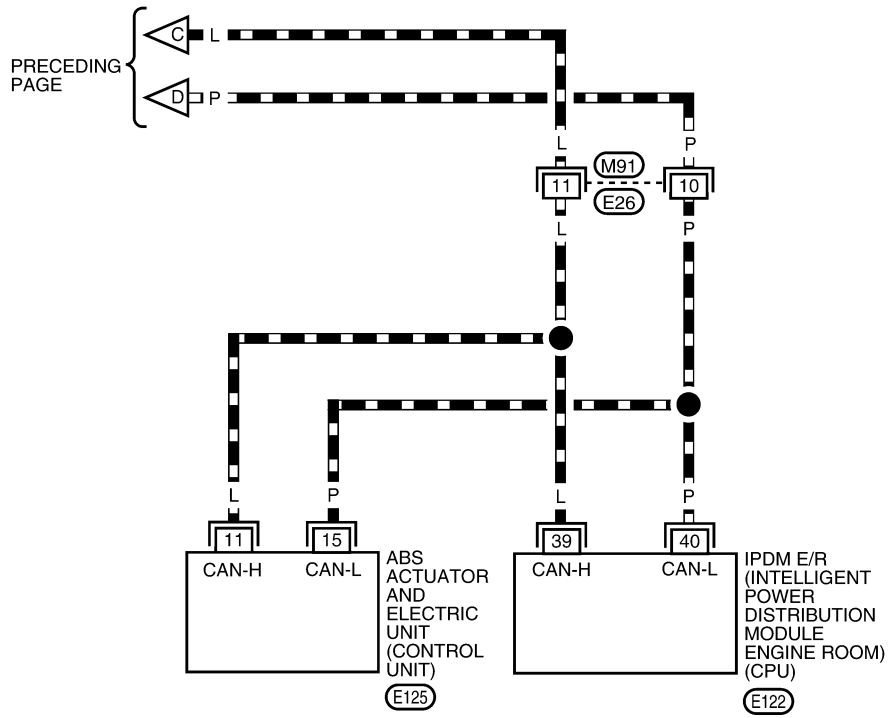 C L
PRECEDING
PAGE
D P
L P
M91
11 10
E26
L P
L P L P
11 15 39 40
CAN-H CAN-L CAN-H CAN-L
ABS
ACTUATOR
AND
ELECTRIC
UNIT
(CONTROL
UNIT)
E125
IPDM E/R
(INTELLIGENT
POWER
DISTRIBUTION
MODULE
ENGINE ROOM)
(CPU)
E122